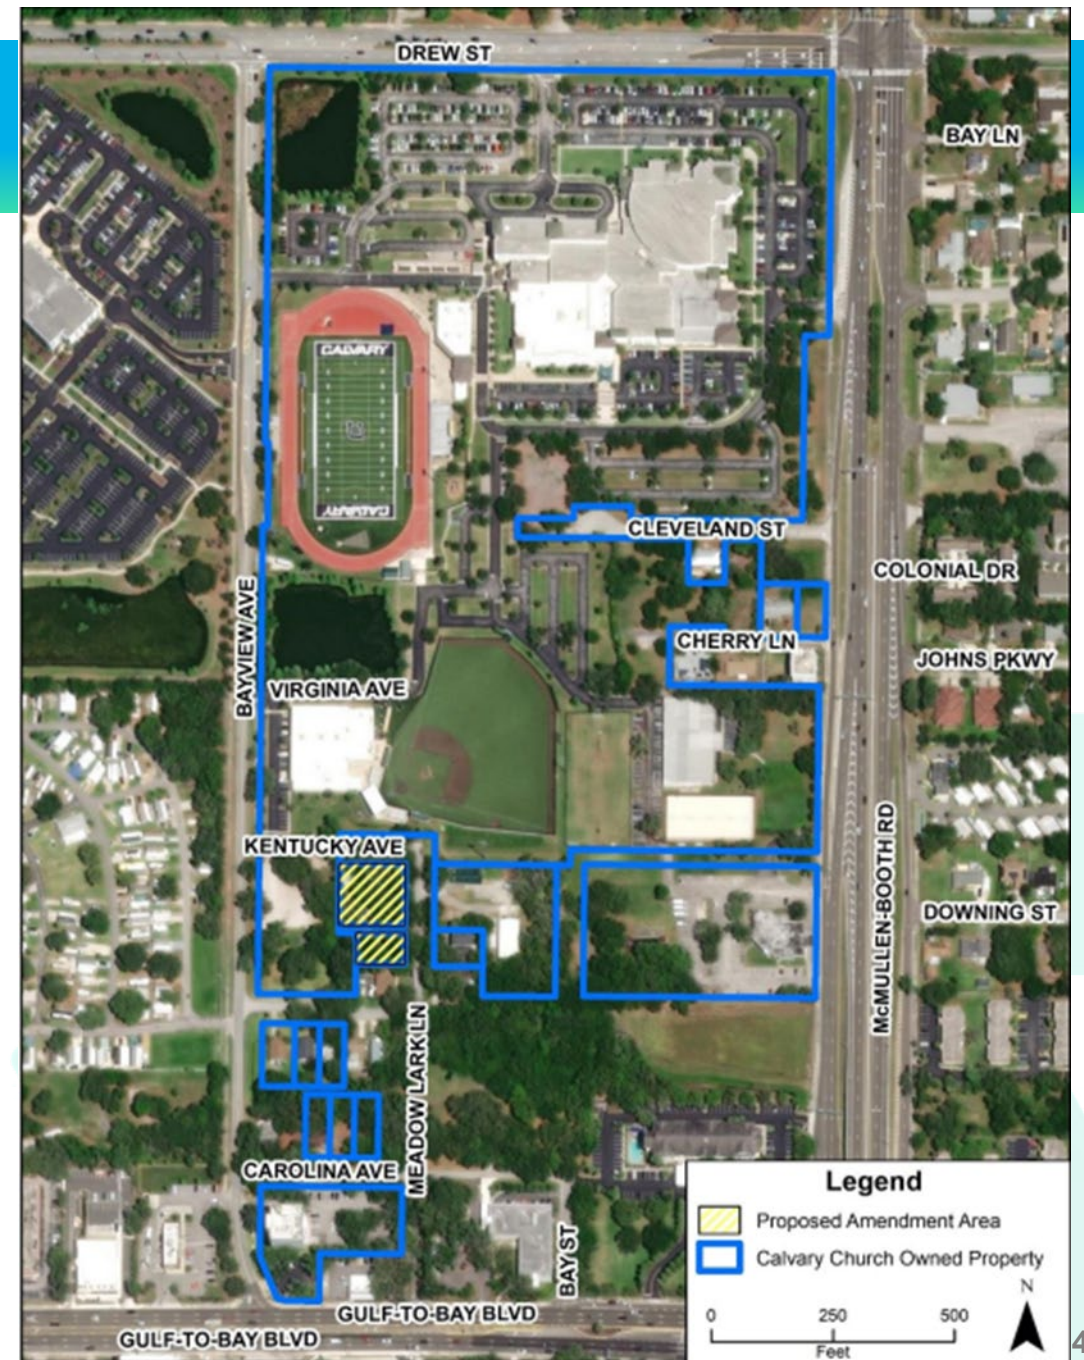 DREW ST
BAY LN
CALVARY
CALVARY
CLEVELAND ST
COLONIAL DR
BAYVIEW AVE
CHERRY LN
JOHNS PKWY
VIRGINIA AVE
KENTUCKY AVE
McMULLEN-BOOTH RD
DOWNING ST
MEADOW LARK LN
CAROLINA AVE
BAY ST
GULF-TO-BAY BLVD
GULF-TO-BAY BLVD
Legend
Proposed Amendment Area
Calvary Church Owned Property
N
0 250 500
Feet
4